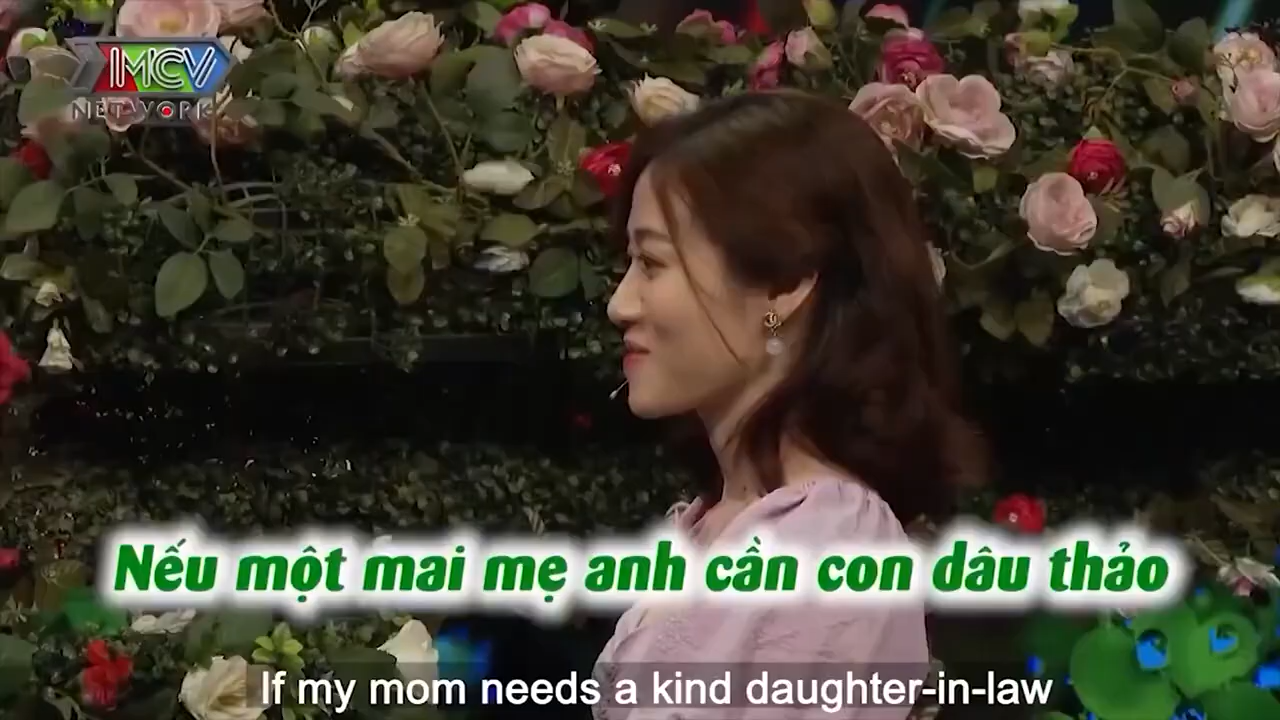 MCV
NETWORK
Nếu một mai mẹ anh cần con dâu thảo
If my mom needs a kind daughter-in-law